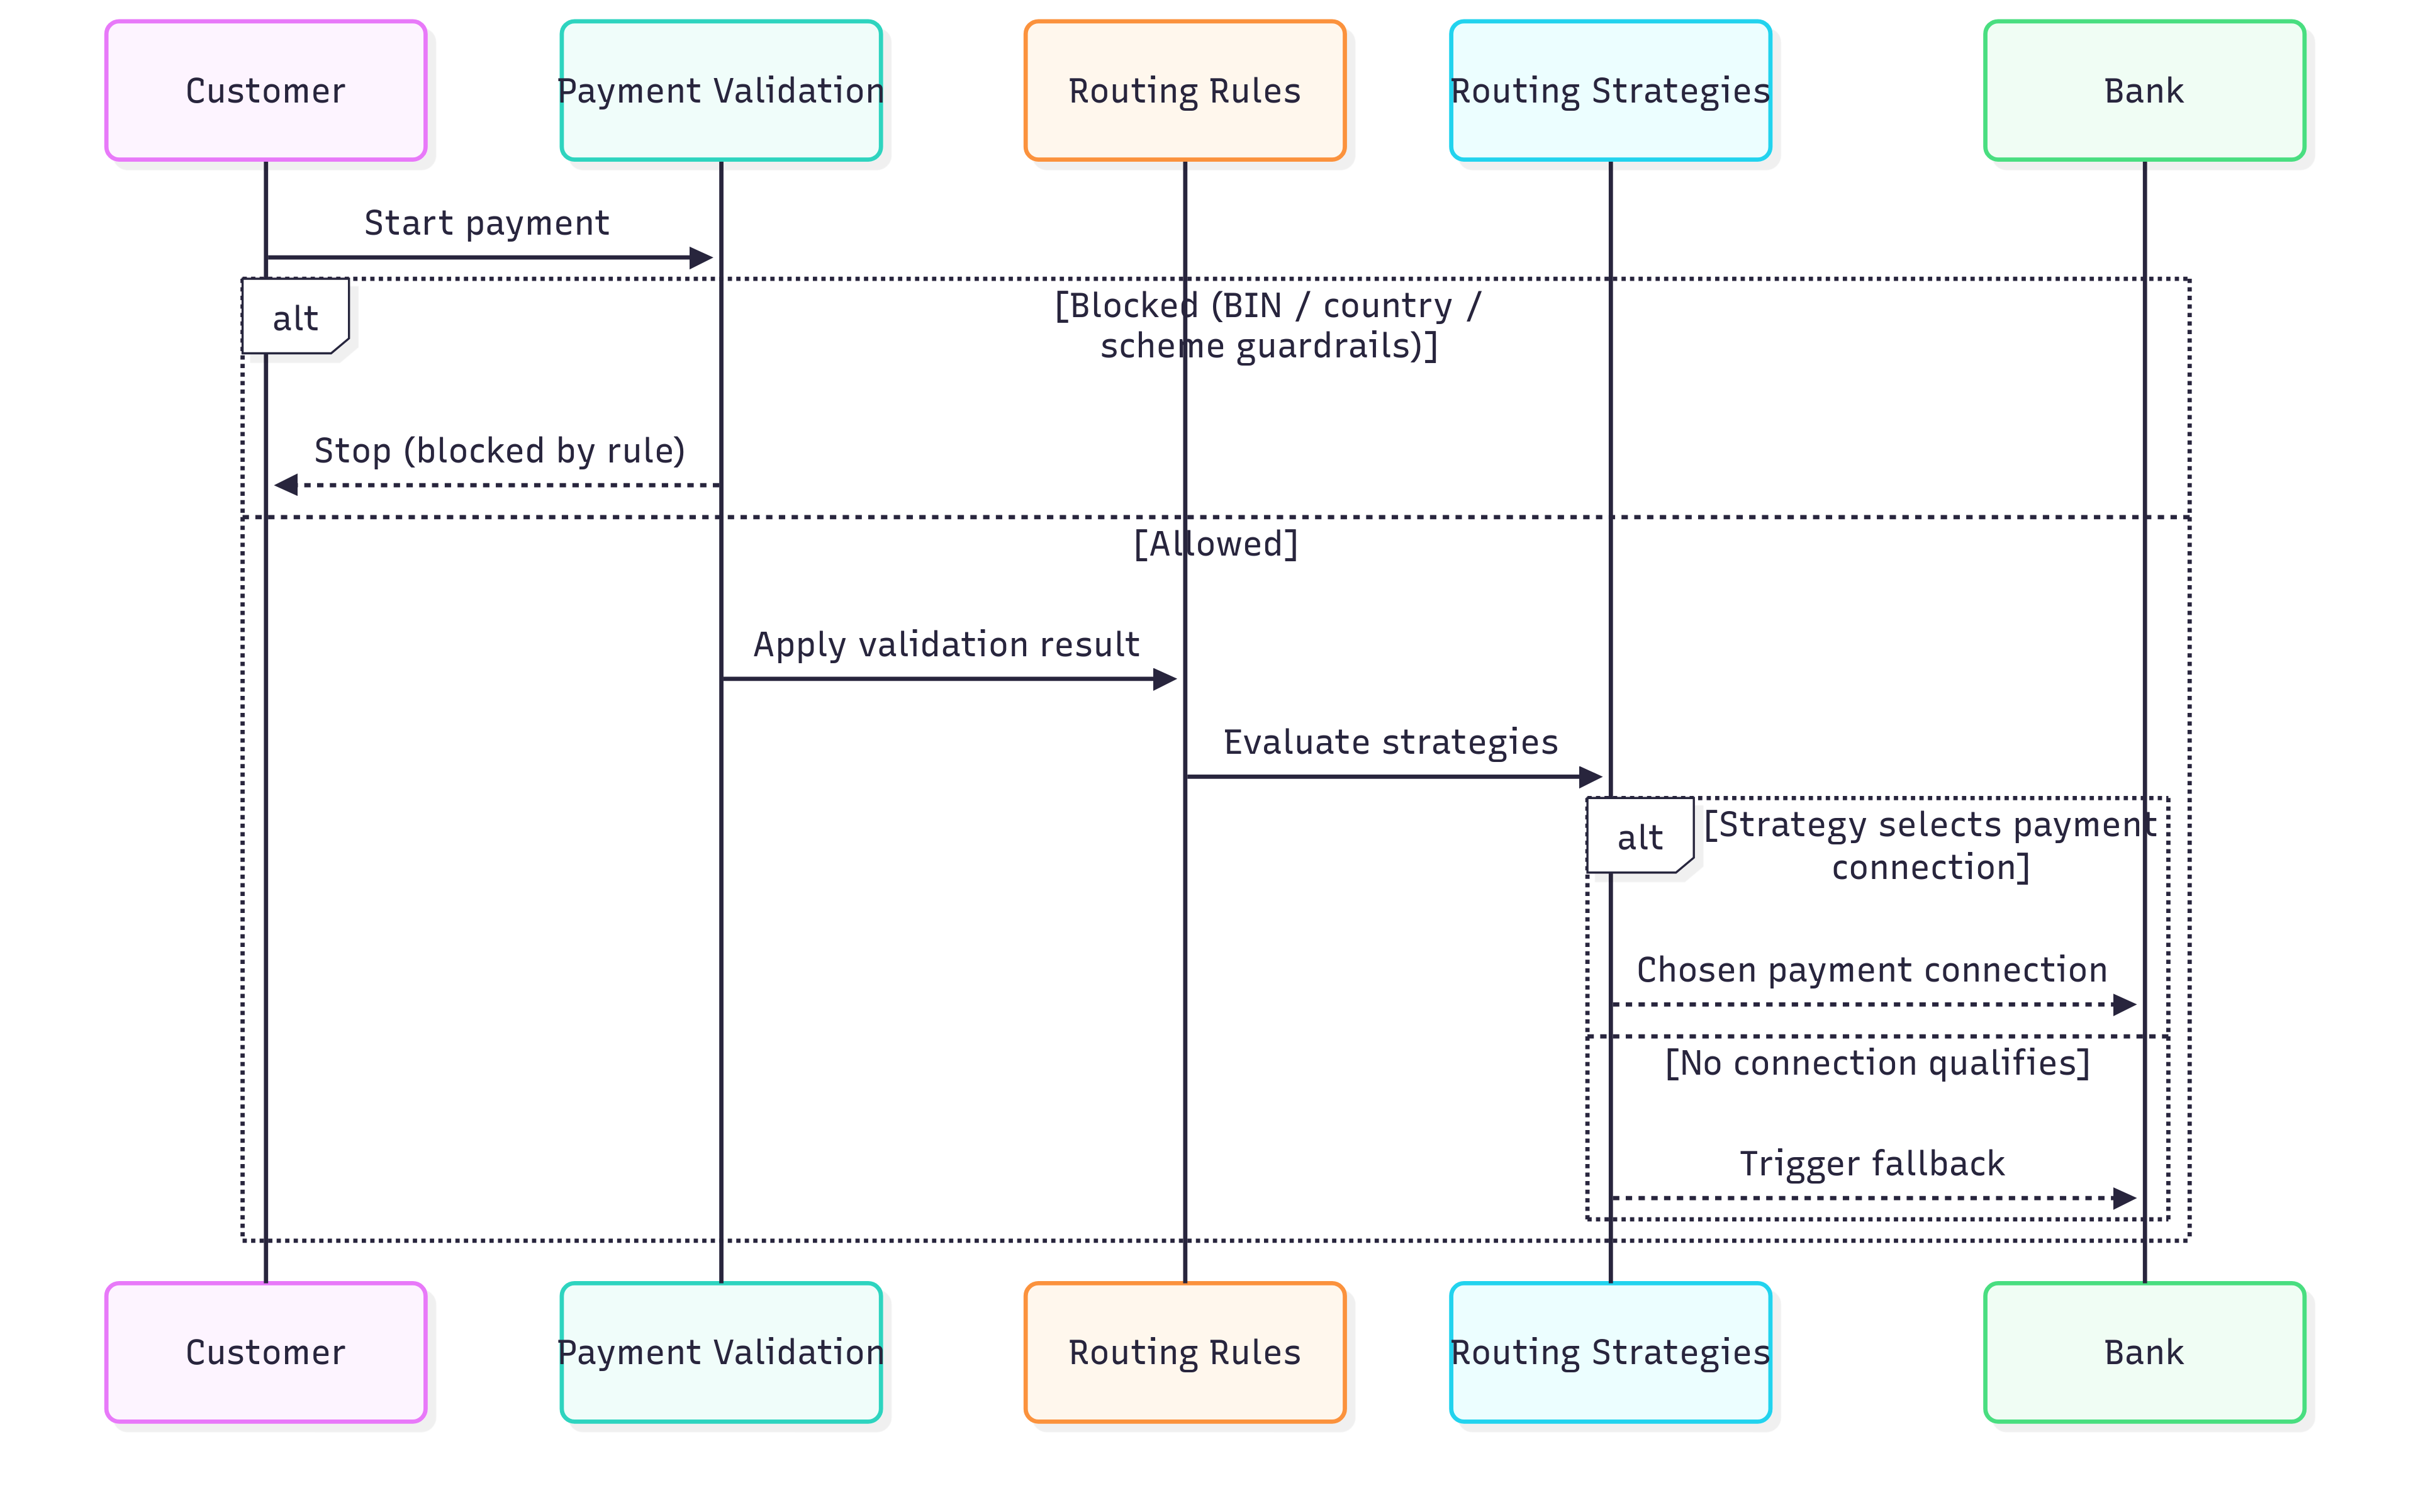 Customer
Payment Validation
Routing Rules
Routing Strategies
Bank
Start payment
alt
[Blocked (BIN / country /
scheme guardrails)]
Stop (blocked by rule)
[Allowed]
Apply validation result
Evaluate strategies
alt
[Strategy selects payment
connection]
Chosen payment connection
[No connection qualifies]
Trigger fallback
Customer
Payment Validation
Routing Rules
Routing Strategies
Bank